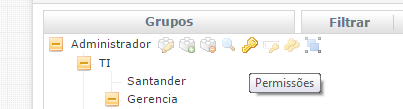 Grupos Filtrar
Administrador
TI
Santander Permissões
Gerencia